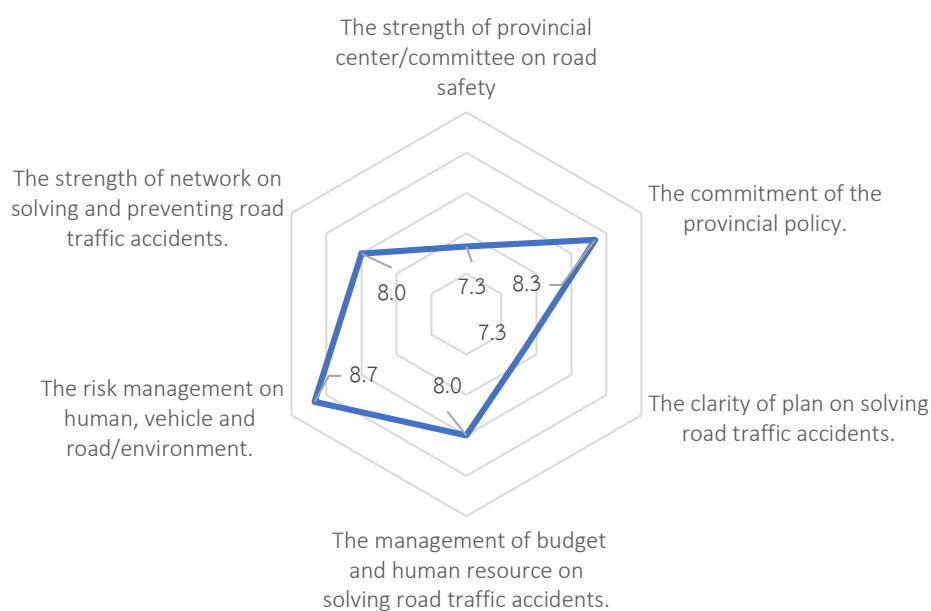 The strength of provincial
center/committee on road
safety
The commitment of the
provincial policy.
The clarity of plan on solving
road traffic accidents.
The management of budget
and human resource on
solving road traffic accidents.
The risk management on
human, vehicle and
road/environment.
The strength of network on
solving and preventing road
traffic accidents.
7.3
8.3
7.3
8.0
8.7
8.0